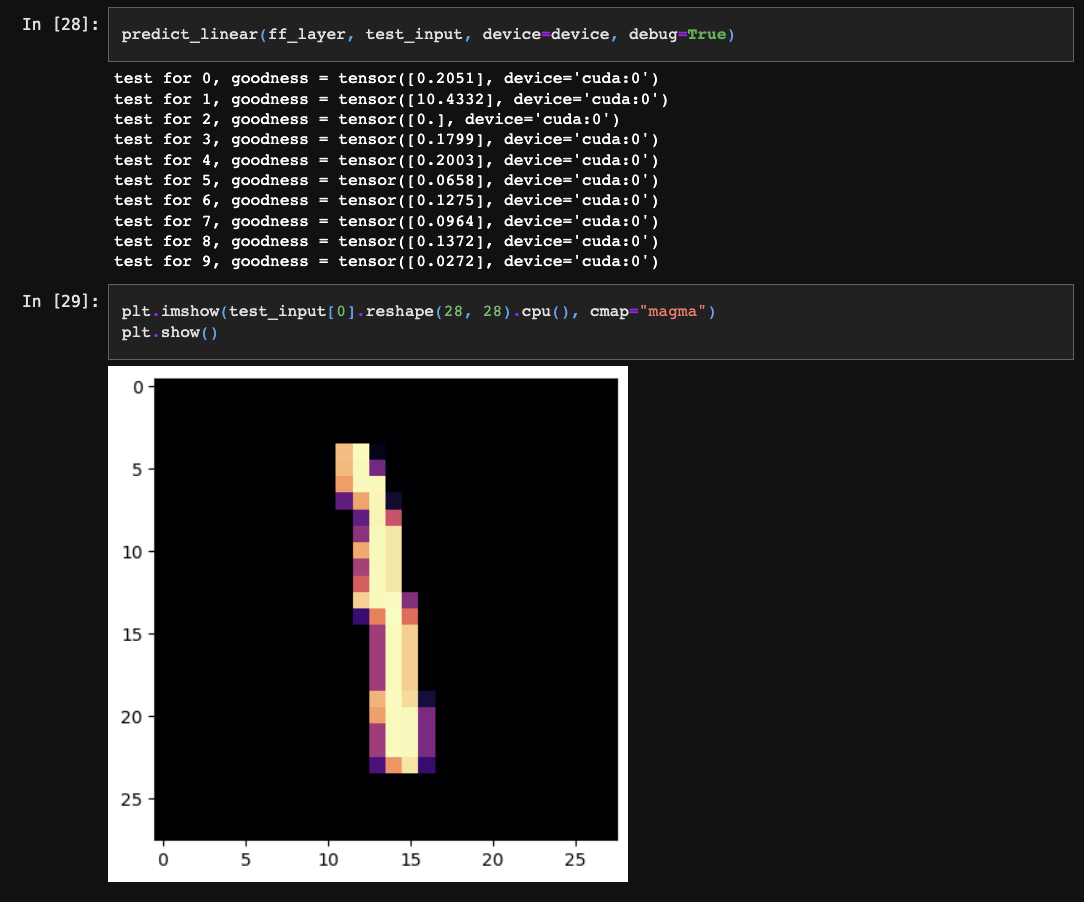 In [28]:
predict_linear(ff_layer, test_input, device=device, debug=True)
test for 0, goodness = tensor([0.2051], device='cuda:0')
test for 1, goodness = tensor([10.4332], device='cuda:0')
test for 2, goodness = tensor([0.], device='cuda:0')
test for 3, goodness = tensor([0.1799], device='cuda:0')
test for 4, goodness = tensor([0.2003], device='cuda:0')
test for 5, goodness = tensor([0.0658], device='cuda:0')
test for 6, goodness = tensor([0.1275], device='cuda:0')
test for 7, goodness = tensor([0.0964], device='cuda:0')
test for 8, goodness = tensor([0.1372], device='cuda:0')
test for 9, goodness = tensor([0.0272], device='cuda:0')
In [29]:
plt.imshow(test_input[0].reshape(28, 28).cpu(), cmap="magma")
plt.show()
0
5
10
15
20
25
0 5 10 15 20 25